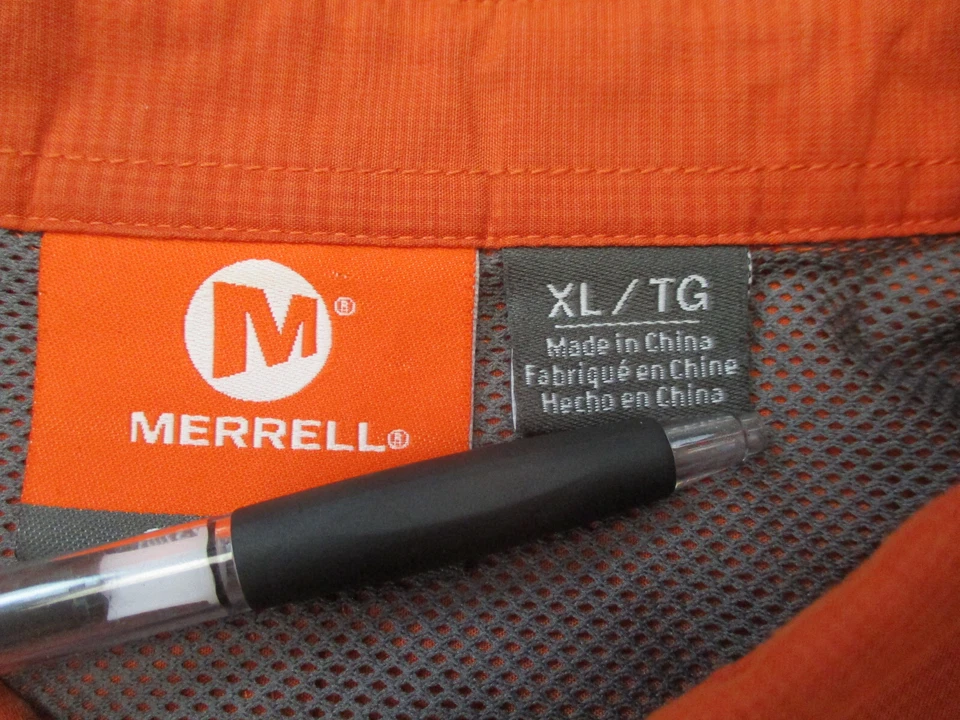 M®
MERRELL®
XL / TG
Made in China
Fabriqué en Chine
Hecho en China